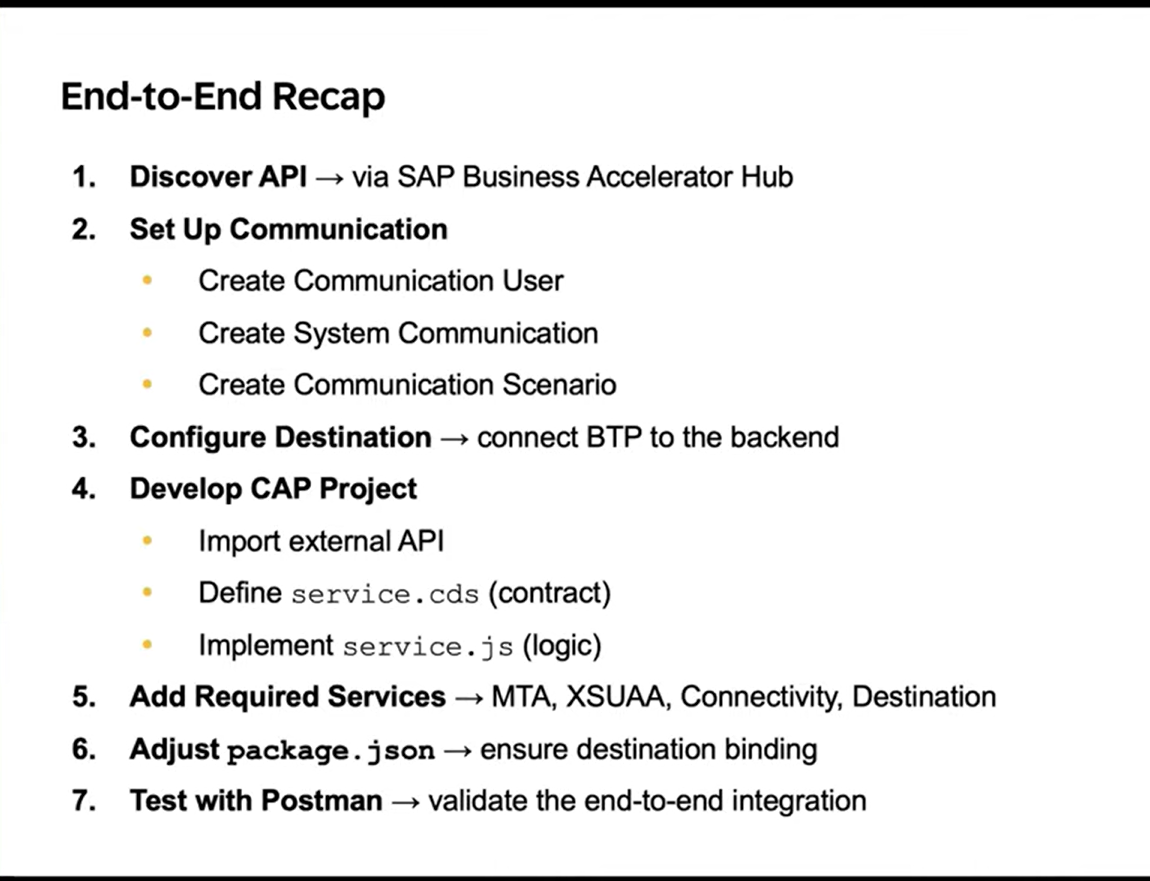 End-to-End Recap
1. Discover API → via SAP Business Accelerator Hub
2. Set Up Communication
• Create Communication User
• Create System Communication
• Create Communication Scenario
3. Configure Destination → connect BTP to the backend
4. Develop CAP Project
• Import external API
• Define service.cds (contract)
• Implement service.js (logic)
5. Add Required Services → MTA, XSUAA, Connectivity, Destination
6. Adjust package.json → ensure destination binding
7. Test with Postman → validate the end-to-end integration